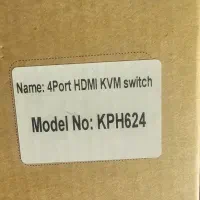 Name: 4Port HDMI KVM switch
Model No: KPH624